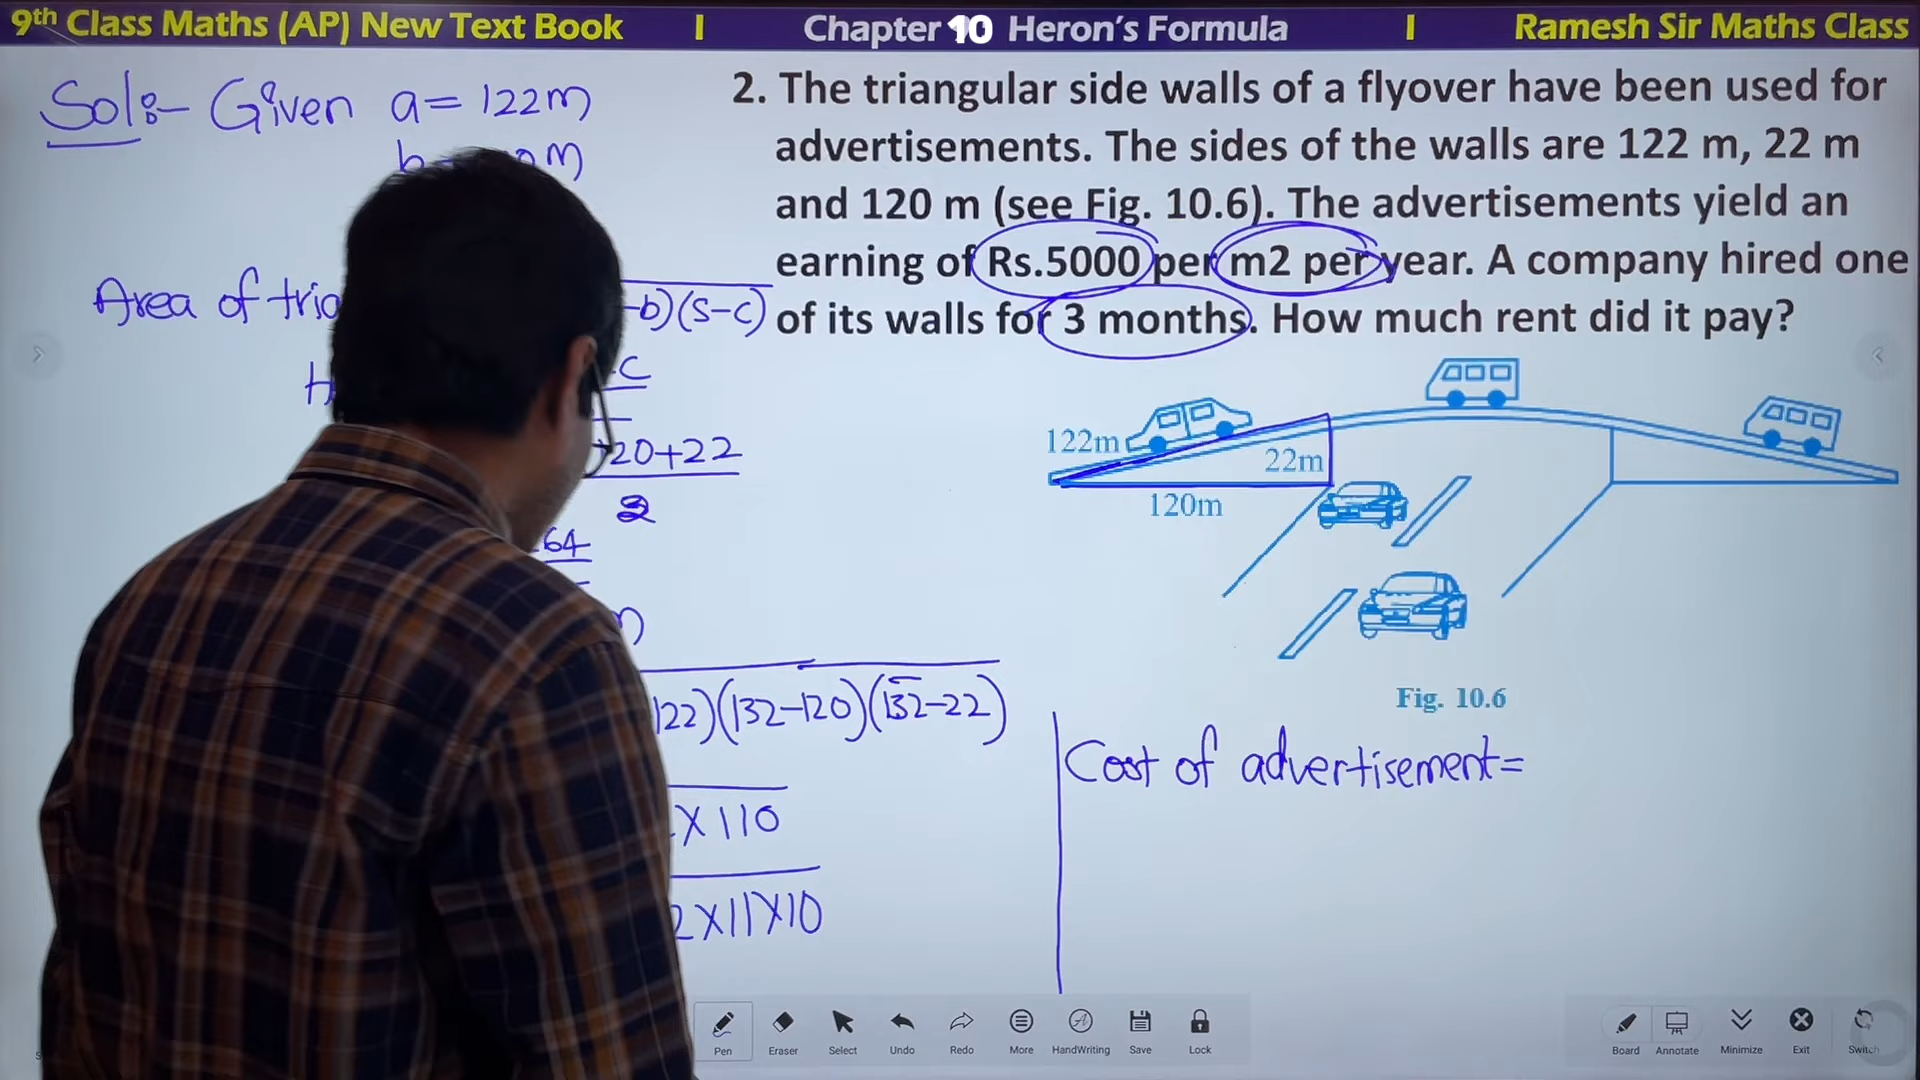 9th Class Maths (AP) New Text Book I Chapter 10 Heron's Formula I Ramesh Sir Maths Class
Sol:- Given a = 122m
m
Area of tria -b)(s-c)
-c
+20+22
2
64
122)(132-120)(132-22)
X 110
2X11X10
2. The triangular side walls of a flyover have been used for
advertisements. The sides of the walls are 122 m, 22 m
and 120 m (see Fig. 10.6). The advertisements yield an
earning of Rs.5000 per m2 per year. A company hired one
of its walls for 3 months. How much rent did it pay?
122m
22m
120m
Fig. 10.6
Cost of advertisement=
Pen Eraser Select Undo Redo More HandWriting Save Lock
Board Annotate Minimize Exit Switch